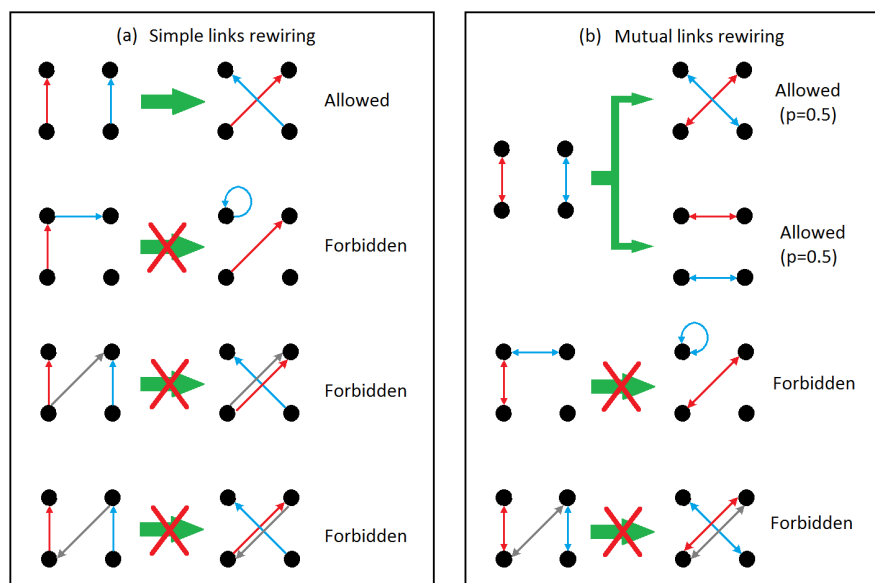 (a) Simple links rewiring
Allowed
Forbidden
Forbidden
Forbidden
(b) Mutual links rewiring
Allowed
(p=0.5)
Allowed
(p=0.5)
Forbidden
Forbidden